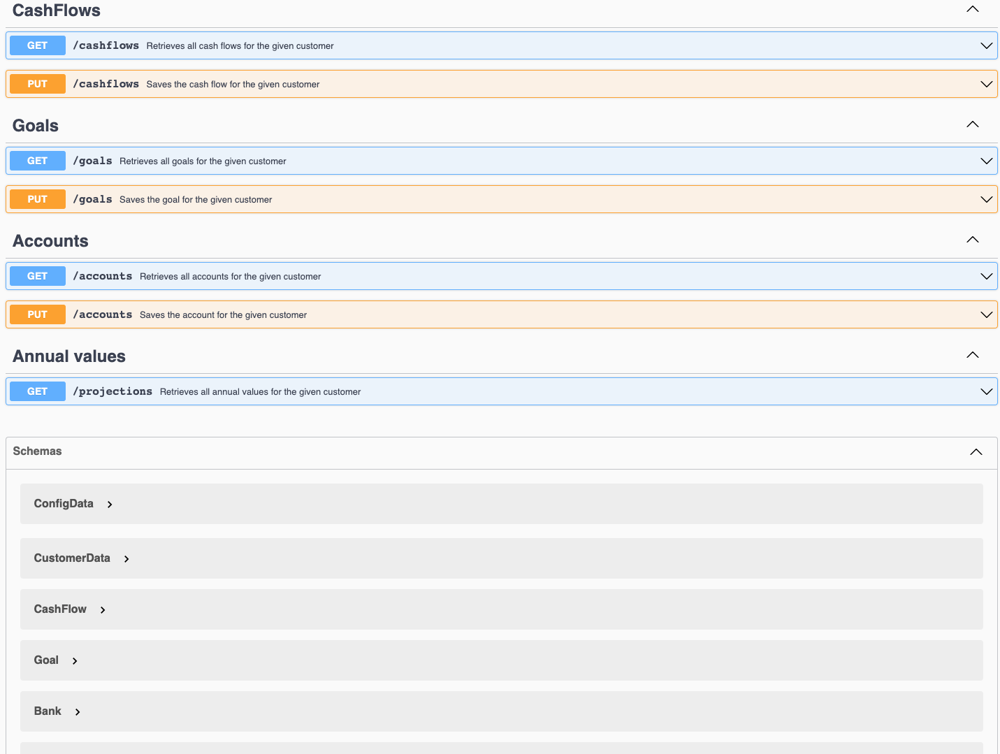 CashFlows
GET /cashflows Retrieves all cash flows for the given customer
PUT /cashflows Saves the cash flow for the given customer
Goals
GET /goals Retrieves all goals for the given customer
PUT /goals Saves the goal for the given customer
Accounts
GET /accounts Retrieves all accounts for the given customer
PUT /accounts Saves the account for the given customer
Annual values
GET /projections Retrieves all annual values for the given customer
Schemas
ConfigData
CustomerData
CashFlow
Goal
Bank